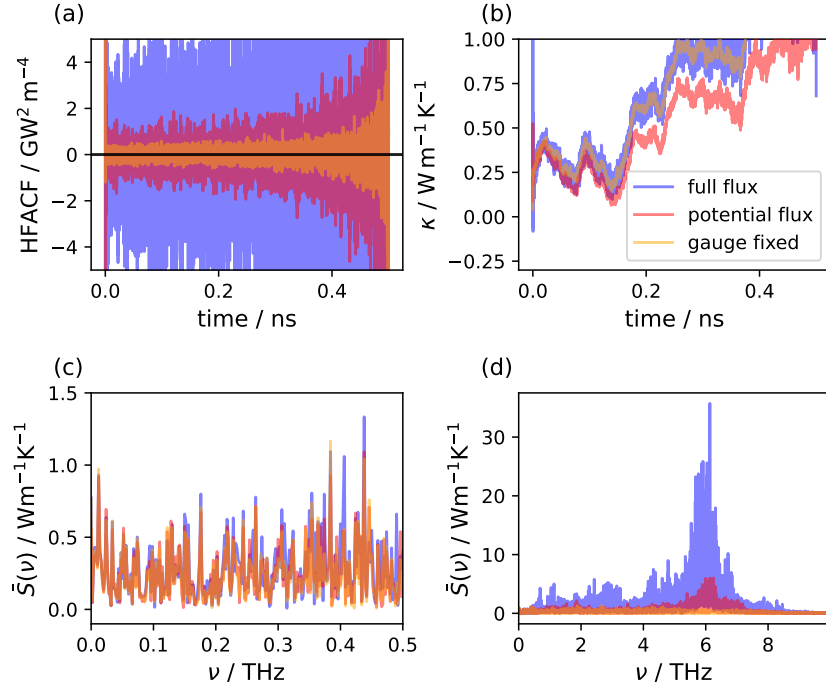 (a)
HFACF / GW² m⁻⁴
4
2
0
−2
−4
0.0
0.2
0.4
time / ns
(b)
κ / Wm⁻¹K⁻¹
1.00
0.75
0.50
0.25
0.00
−0.25
0.0
0.2
0.4
time / ns
full flux
potential flux
gauge fixed
(c)
S̄(ν) / Wm⁻¹K⁻¹
1.5
1.0
0.5
0.0
0.0
0.1
0.2
0.3
0.4
0.5
ν / THz
(d)
S̄(ν) / Wm⁻¹K⁻¹
30
20
10
0
0
2
4
6
8
ν / THz